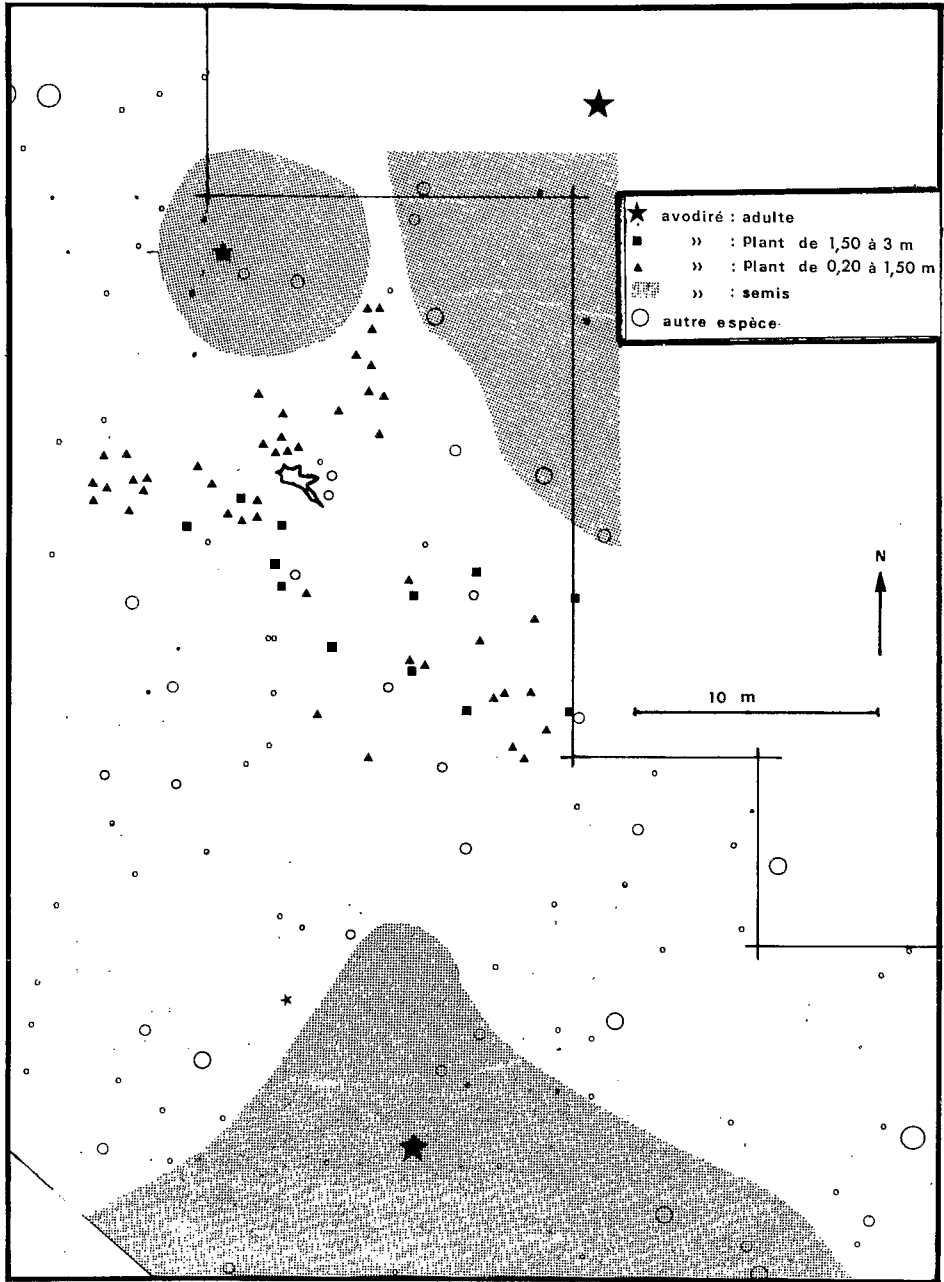 avodiré : adulte
» : Plant de 1,50 à 3 m
» : Plant de 0,20 à 1,50 m
» : semis
autre espèce
N
10 m